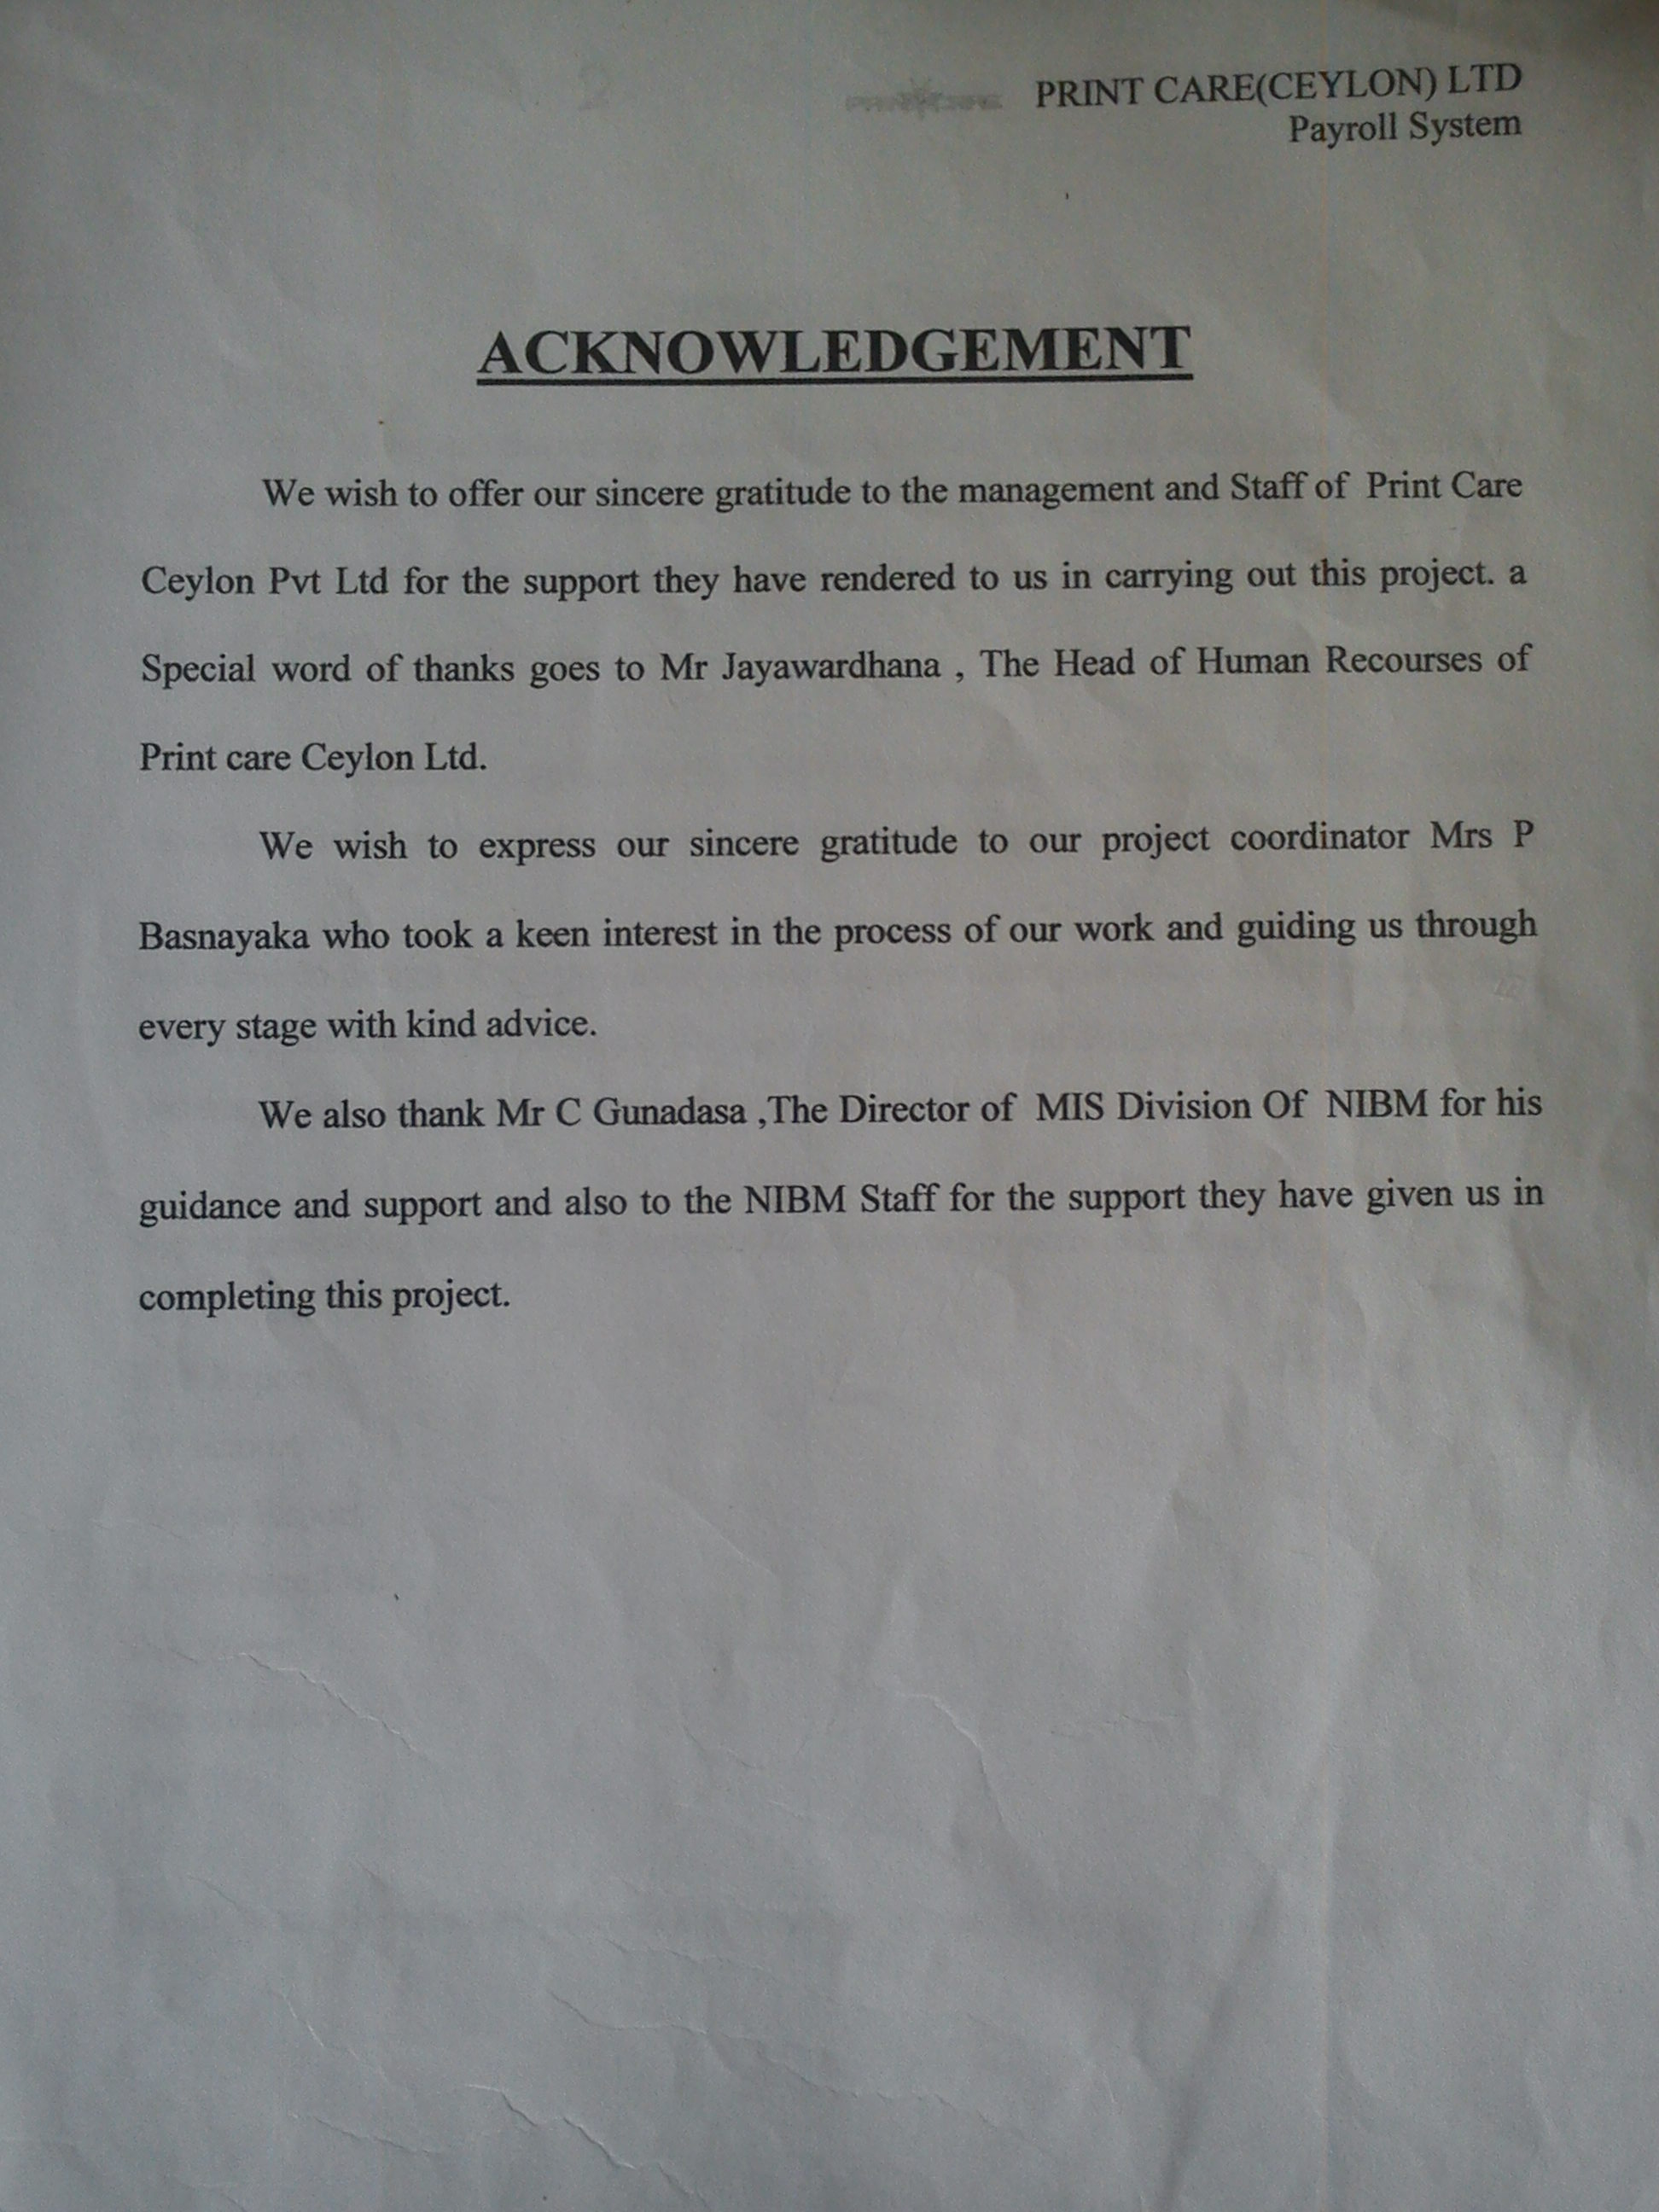 PRINT CARE(CEYLON) LTD
Payroll System
ACKNOWLEDGEMENT
We wish to offer our sincere gratitude to the management and Staff of Print Care
Ceylon Pvt Ltd for the support they have rendered to us in carrying out this project. a
Special word of thanks goes to Mr Jayawardhana , The Head of Human Recourses of
Print care Ceylon Ltd.
We wish to express our sincere gratitude to our project coordinator Mrs P
Basnayaka who took a keen interest in the process of our work and guiding us through
every stage with kind advice.
We also thank Mr C Gunadasa ,The Director of MIS Division Of NIBM for his
guidance and support and also to the NIBM Staff for the support they have given us in
completing this project.